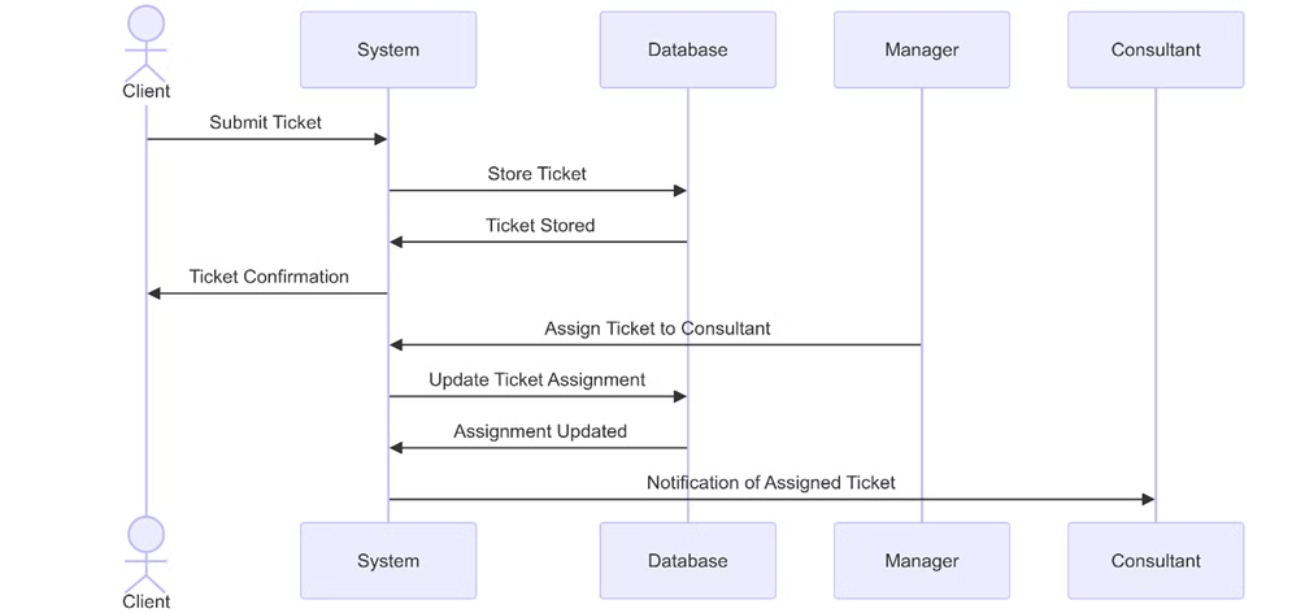 Client
System
Database
Manager
Consultant
Submit Ticket
Store Ticket
Ticket Stored
Ticket Confirmation
Assign Ticket to Consultant
Update Ticket Assignment
Assignment Updated
Notification of Assigned Ticket
System
Database
Manager
Consultant
Client